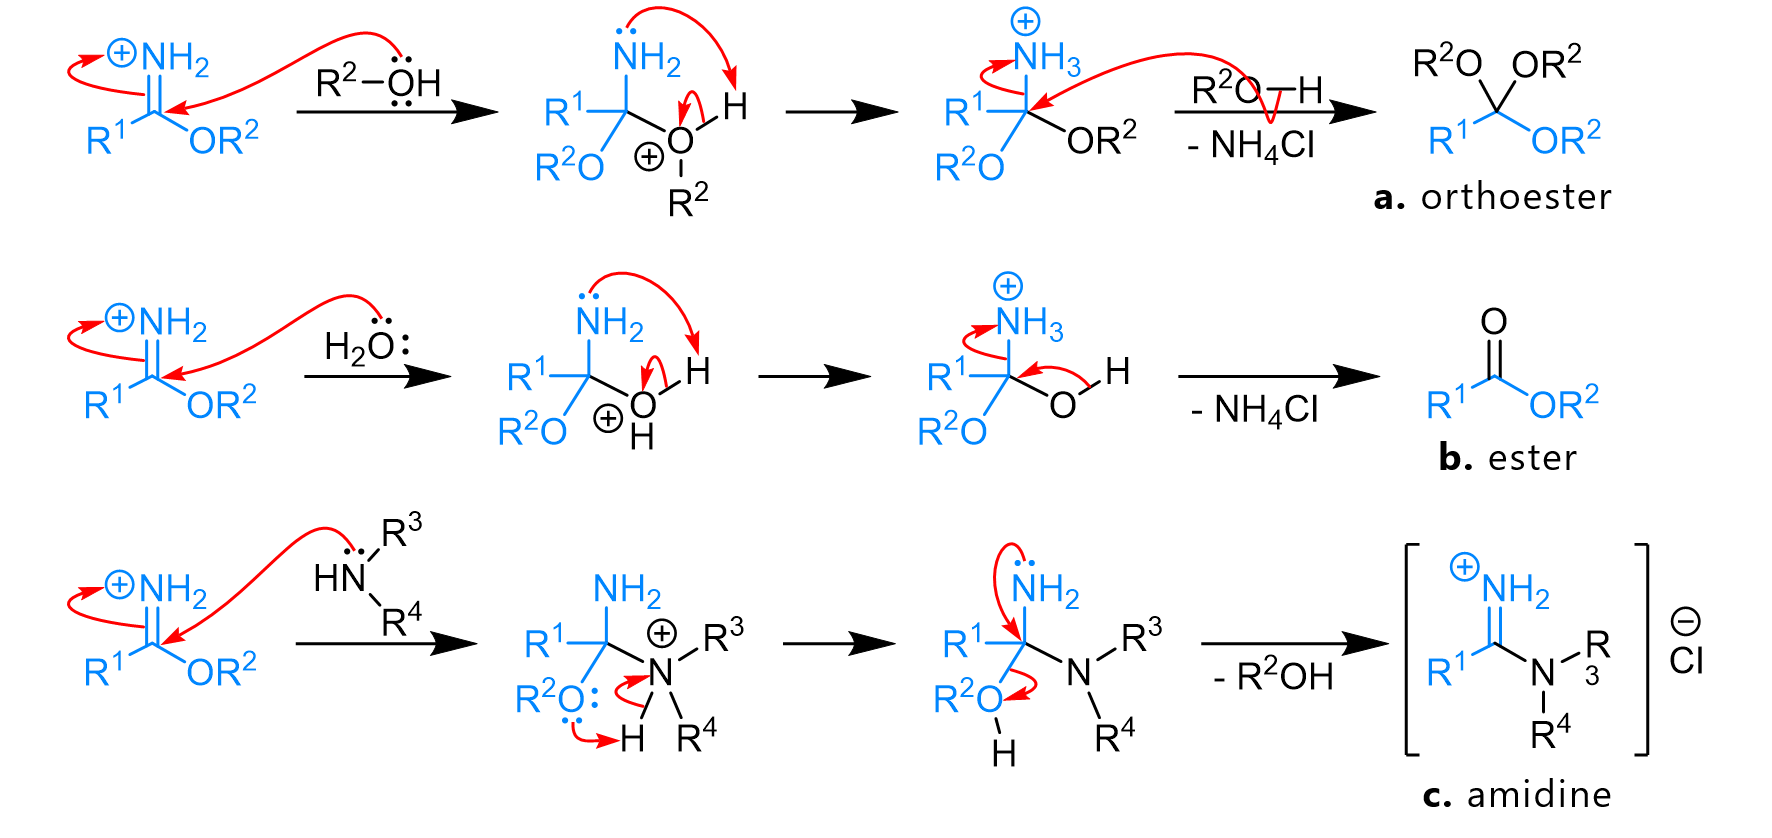 ⊕NH₂ R¹ OR²
R²–ÖH
NH₂ R¹ R²O ⊕ O H R²
⊕ NH₃ R¹ R²O OR²
R²O–H
- NH₄Cl
R²O OR² R¹ OR²
a. orthoester
⊕NH₂ R¹ OR²
H₂O
NH₂ R¹ R²O ⊕ O H H
⊕ NH₃ R¹ R²O O H
- NH₄Cl
O R¹ OR²
b. ester
⊕NH₂ R¹ OR²
R³ HN R⁴
NH₂ R¹ R²O ⊕ N R³ H R⁴
NH₂ R¹ R²O H N R³ R⁴
- R²OH
⊕ NH₂ R¹ N R 3 R⁴ ⊖ Cl
c. amidine